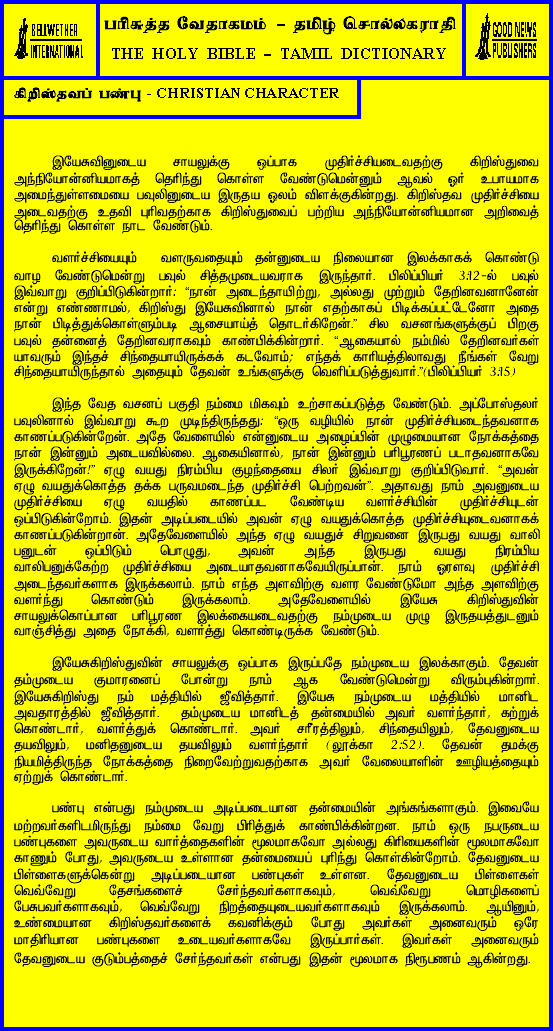 BELLWETHER
INTERNATIONAL
பரிசுத்த வேதாகமம் – தமிழ் சொல்லகராதி
THE HOLY BIBLE – TAMIL DICTIONARY
GOOD NEWS
PUBLISHERS
கிறிஸ்தவப் பண்பு - CHRISTIAN CHARACTER
இயேசுவினுடைய சாயலுக்கு ஒப்பாக முதிர்ச்சியடைவதற்கு கிறிஸ்துவை
அந்நியோன்னியமாகத் தெரிந்து கொள்ள வேண்டுமென்னும் ஆவல் ஓர் உபாயமாக
அமைந்துள்ளமையை பவுலினுடைய இருதய ஓலம் விளக்குகின்றது. கிறிஸ்தவ முதிர்ச்சியை
அடைவதற்கு உதவி புரிவதற்காக கிறிஸ்துவைப் பற்றிய அந்நியோன்னியமான அறிவைத்
தெரிந்து கொள்ள நாட வேண்டும்.
வளர்ச்சியையும் வளருவதையும் தன்னுடைய நிலையான இலக்காகக் கொண்டு
வாழ வேண்டுமென்று பவுல் சித்தமுடையவராக இருந்தார். பிலிப்பியர் 3:12-ல் பவுல்
இவ்வாறு குறிப்பிடுகின்றார்: “நான் அடைந்தாயிற்று, அல்லது முற்றும் தேறினவனானேன்
என்று எண்ணாமல், கிறிஸ்து இயேசுவினால் நான் எதற்காகப் பிடிக்கப்பட்டேனோ அதை
நான் பிடித்துக்கொள்ளும்படி ஆசையாய்த் தொடர்கிறேன்.” சில வசனங்களுக்குப் பிறகு
பவுல் தன்னைத் தேறினவராகவும் காண்பிக்கின்றார். “ஆகையால் நம்மில் தேறினவர்கள்
யாவரும் இந்தச் சிந்தையாயிருக்கக் கடவோம்; எந்தக் காரியத்திலாவது நீங்கள் வேறு
சிந்தையாயிருந்தால் அதையும் தேவன் உங்களுக்கு வெளிப்படுத்துவார்.”(பிலிப்பியர் 3:15)
இந்த வேத வசனப் பகுதி நம்மை மிகவும் உற்சாகப்படுத்த வேண்டும். அப்போஸ்தலர்
பவுலினால் இவ்வாறு கூற முடிந்திருந்தது: “ஒரு வழியில் நான் முதிர்ச்சியடைந்தவனாக
காணப்படுகின்றேன். அதே வேளையில் என்னுடைய அழைப்பின் முழுமையான நோக்கத்தை
நான் இன்னும் அடையவில்லை. ஆகையினால், நான் இன்னும் பரிபூரணப் படாதவனாகவே
இருக்கிறேன்!” ஏழு வயது நிரம்பிய குழந்தையை சிலர் இவ்வாறு குறிப்பிடுவார். “அவன்
ஏழு வயதுக்கொத்த தக்க பருவமடைந்த முதிர்ச்சி பெற்றவன்”. அதாவது நாம் அவனுடைய
முதிர்ச்சியை ஏழு வயதில் காணப்பட வேண்டிய வளர்ச்சியின் முதிர்ச்சியுடன்
ஒப்பிடுகின்றோம். இதன் அடிப்படையில் அவன் ஏழு வயதுக்கொத்த முதிர்ச்சியுடைவனாகக்
காணப்படுகின்றான். அதேவேளையில் அந்த ஏழு வயதுச் சிறுவனை இருபது வயது வாலி
பனுடன் ஒப்பிடும் பொழுது, அவன் அந்த இருபது வயது நிரம்பிய
வாலிபனுக்கேற்ற முதிர்ச்சியை அடையாதவனாகவேயிருப்பான். நாம் ஓரளவு முதிர்ச்சி
அடைந்தவர்களாக இருக்கலாம். நாம் எந்த அளவிற்கு வளர வேண்டுமோ அந்த அளவிற்கு
வளர்ந்து கொண்டும் இருக்கலாம். அதேவேளையில் இயேசு கிறிஸ்துவின்
சாயலுக்கொப்பான பரிபூரண இலக்கையடைவதற்கு நம்முடைய முழு இருதயத்துடனும்
வாஞ்சித்து அதை நோக்கி, வளர்த்து கொண்டிருக்க வேண்டும்.
இயேசுகிறிஸ்துவின் சாயலுக்கு ஒப்பாக இருப்பதே நம்முடைய இலக்காகும். தேவன்
தம்முடைய குமாரனைப் போன்று நாம் ஆக வேண்டுமென்று விரும்புகின்றார்.
இயேசுகிறிஸ்து நம் மத்தியில் ஜீவித்தார். இயேசு நம்முடைய மத்தியில் மானிட
அவதாரத்தில் ஜீவித்தார். தம்முடைய மானிடத் தன்மையில் அவர் வளர்ந்தார், கற்றுக்
கொண்டார், வளர்த்துக் கொண்டார். அவர் சரீரத்திலும், சிந்தையிலும், தேவனுடைய
தயவிலும், மனிதனுடைய தயவிலும் வளர்ந்தார் (லூக்கா 2:52). தேவன் தமக்கு
நியமித்திருந்த நோக்கத்தை நிறைவேற்றுவதற்காக அவர் வேலையாளின் ஊழியத்தையும்
ஏற்றுக் கொண்டார்.
பண்பு என்பது நம்முடைய அடிப்படையான தன்மையின் அங்கங்களாகும். இவையே
மற்றவர்களிடமிருந்து நம்மை வேறு பிரித்துக் காண்பிக்கின்றன. நாம் ஒரு நபருடைய
பண்புகளை அவருடைய வார்த்தைகளின் மூலமாகவோ அல்லது கிரியைகளின் மூலமாகவோ
காணும் போது, அவருடைய உள்ளான தன்மையைப் புரிந்து கொள்கின்றோம். தேவனுடைய
பிள்ளைகளுக்கென்று அடிப்படையான பண்புகள் உள்ளன. தேவனுடைய பிள்ளைகள்
வெவ்வேறு தேசங்களைச் சேர்ந்தவர்களாகவும், வெவ்வேறு மொழிகளைப்
பேசுபவர்களாகவும், வெவ்வேறு நிறத்தையுடையவர்களாகவும் இருக்கலாம். ஆயினும்,
உண்மையான கிறிஸ்தவர்களைக் கவனிக்கும் போது அவர்கள் அனைவரும் ஒரே
மாதிரியான பண்புகளை உடையவர்களாகவே இருப்பார்கள். இவர்கள் அனைவரும்
தேவனுடைய குடும்பத்தைச் சேர்ந்தவர்கள் என்பது இதன் மூலமாக நிரூபணம் ஆகின்றது.